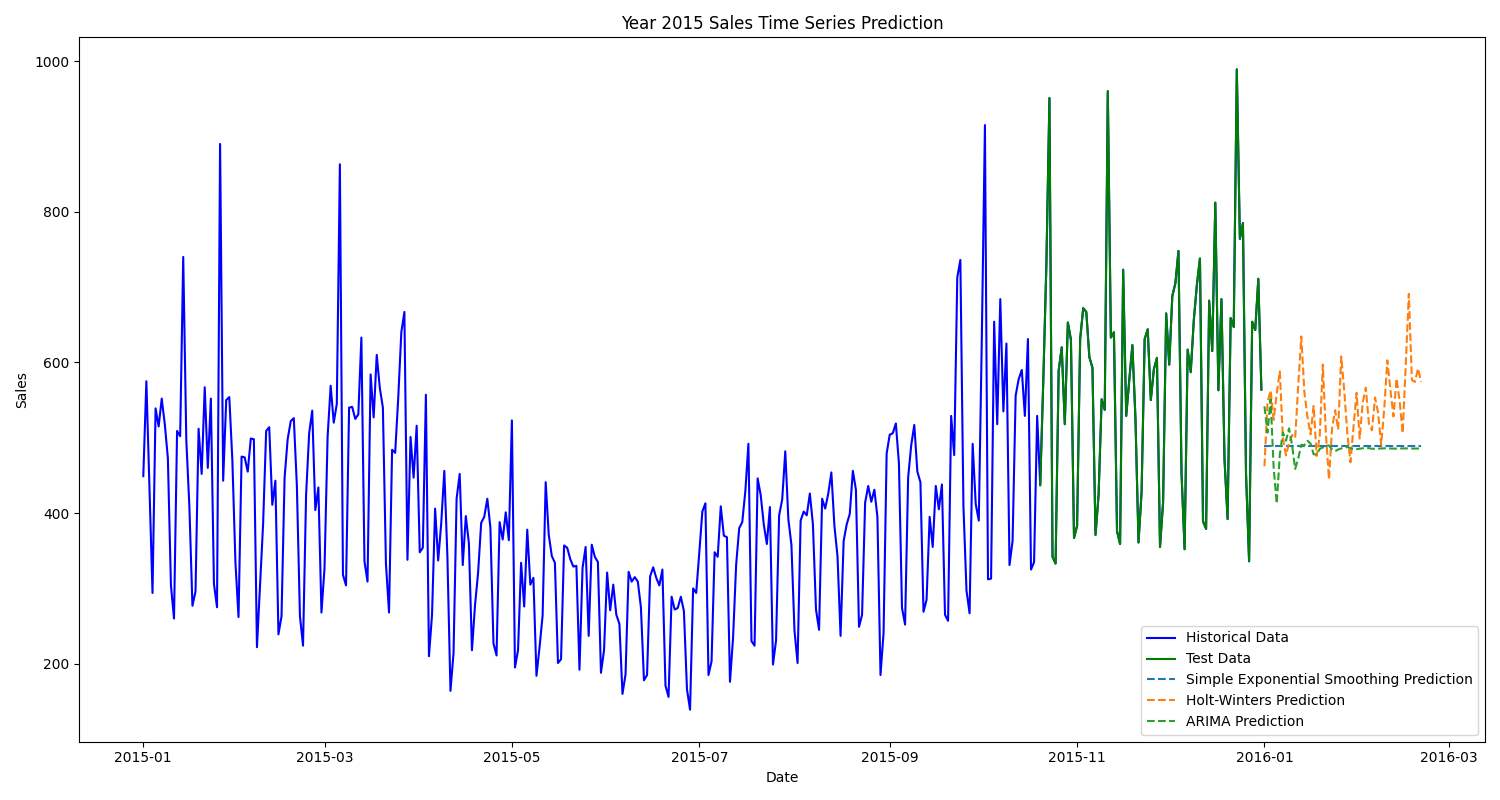 Year 2015 Sales Time Series Prediction
1000
800
600
400
200
Sales
2015-01
2015-03
2015-05
2015-07
2015-09
2015-11
2016-01
2016-03
Date
Historical Data
Test Data
Simple Exponential Smoothing Prediction
Holt-Winters Prediction
ARIMA Prediction